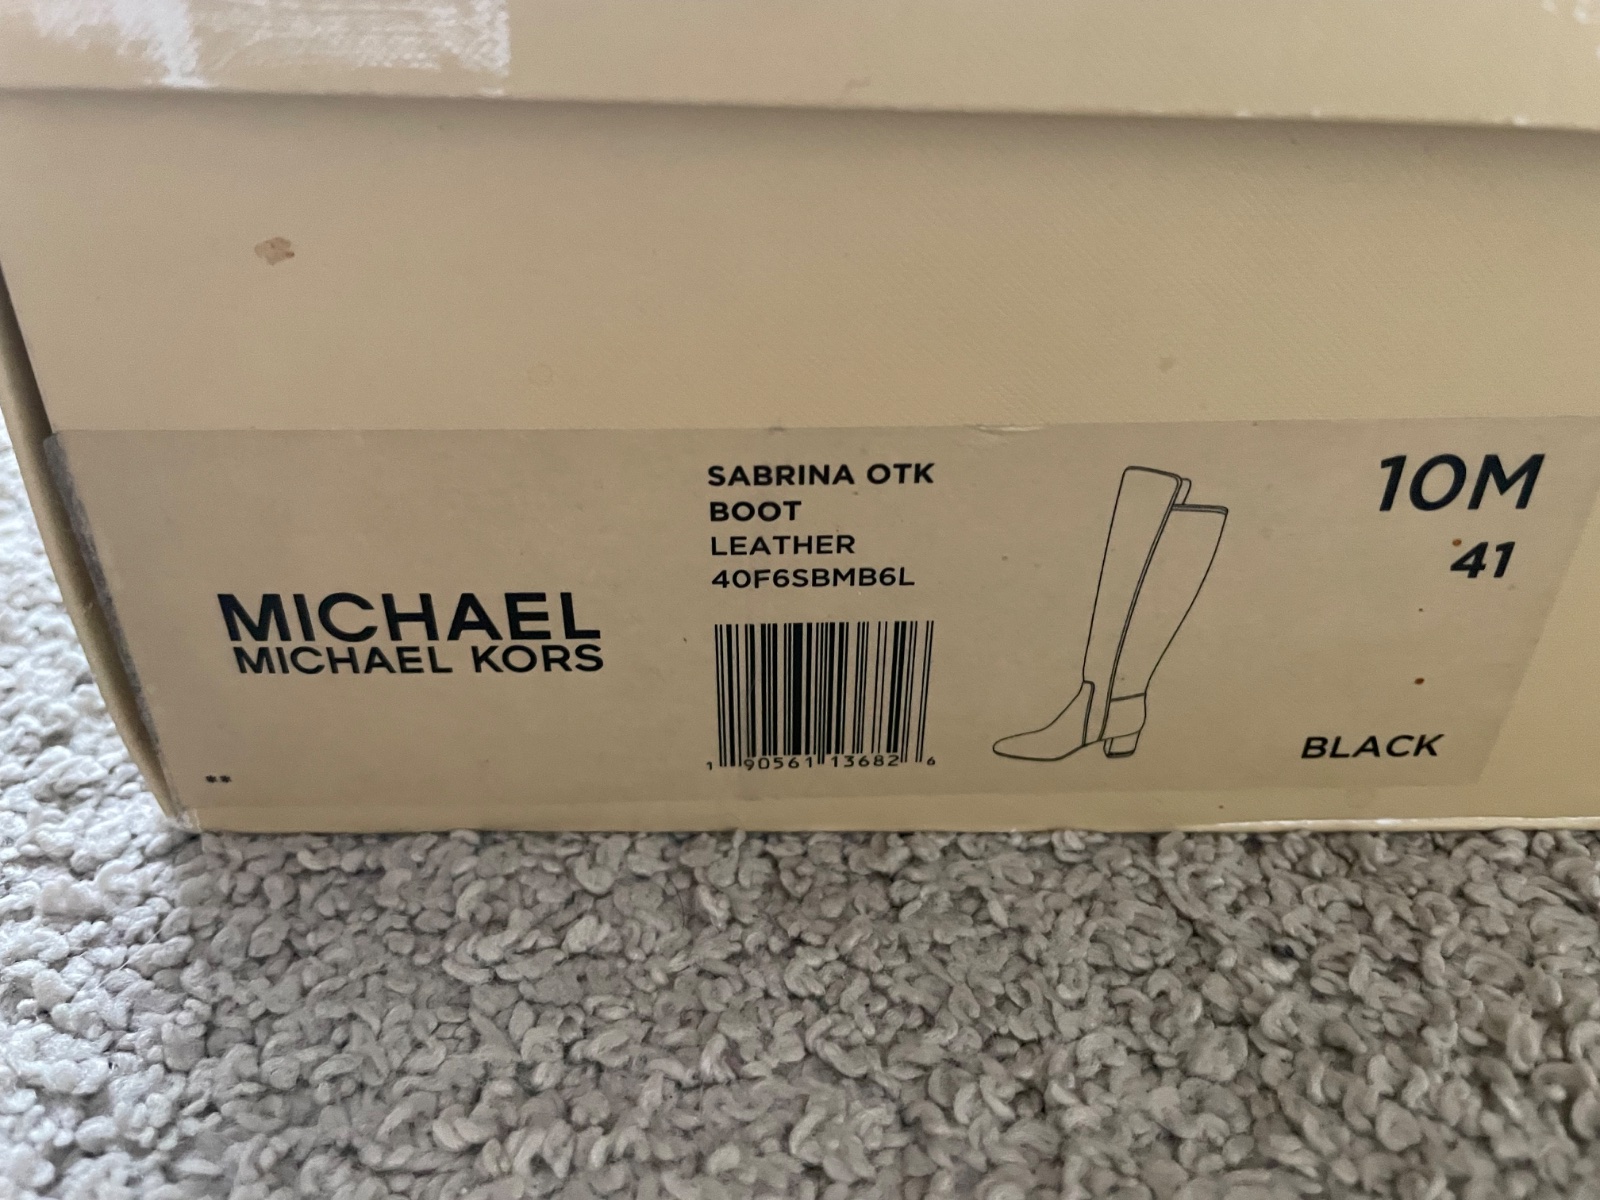 MICHAEL
MICHAEL KORS
**
SABRINA OTK
BOOT
LEATHER
40F6SBMB6L
1 90561 13682 6
10M
41
BLACK